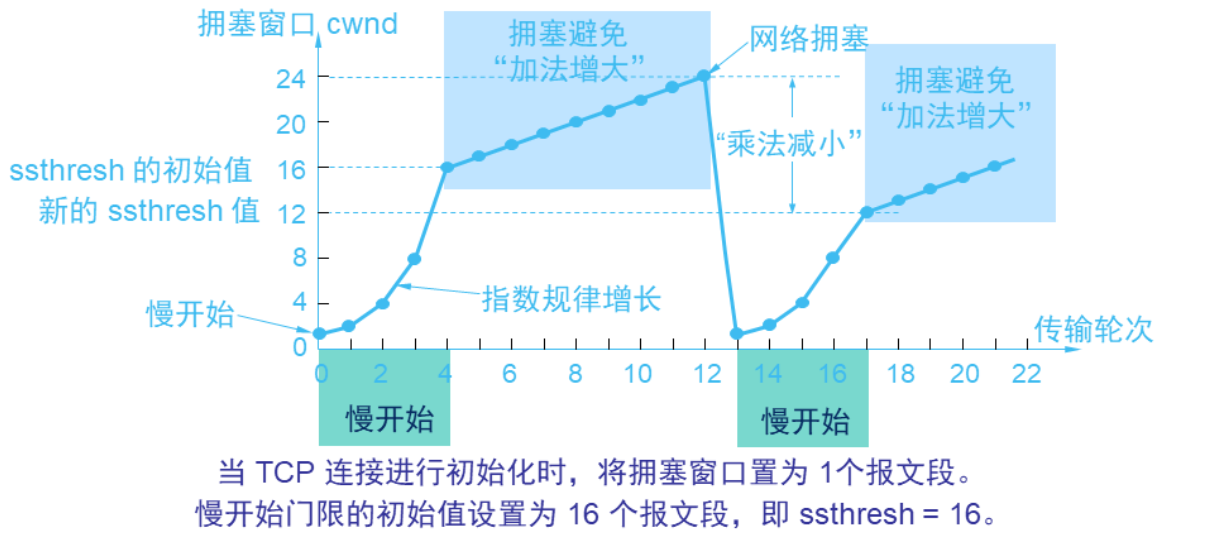 拥塞窗口 cwnd
拥塞避免
“加法增大”
网络拥塞
拥塞避免
“加法增大”
24
20
“乘法减小”
ssthresh 的初始值
16
新的 ssthresh 值
12
8
指数规律增长
4
慢开始
0
传输轮次
0 2 4 6 8 10 12 14 16 18 20 22
慢开始
慢开始
当 TCP 连接进行初始化时，将拥塞窗口置为 1个报文段。
慢开始门限的初始值设置为 16 个报文段，即 ssthresh = 16。